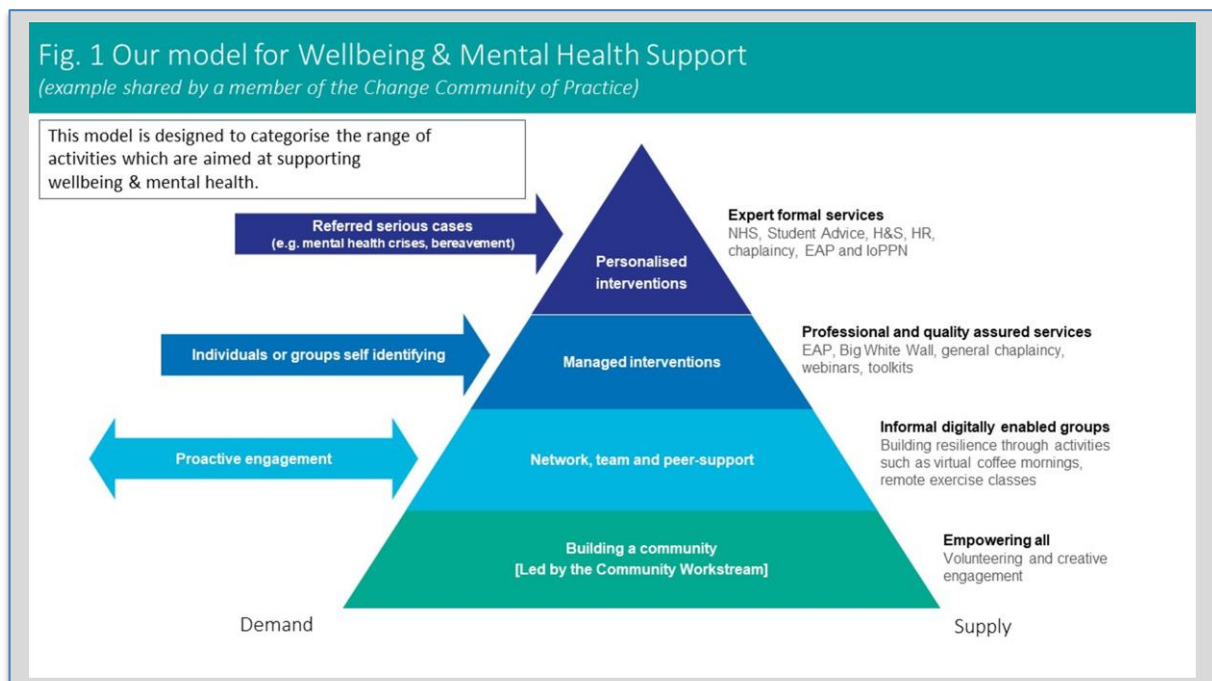 Fig. 1 Our model for Wellbeing & Mental Health Support
(example shared by a member of the Change Community of Practice)
This model is designed to categorise the range of
activities which are aimed at supporting
wellbeing & mental health.
Referred serious cases
(e.g. mental health crises, bereavement)
Personalised
interventions
Expert formal services
NHS, Student Advice, H&S, HR,
chaplaincy, EAP and IoPPN
Individuals or groups self identifying
Managed interventions
Professional and quality assured services
EAP, Big White Wall, general chaplaincy,
webinars, toolkits
Proactive engagement
Network, team and peer-support
Informal digitally enabled groups
Building resilience through activities
such as virtual coffee mornings,
remote exercise classes
Building a community
[Led by the Community Workstream]
Empowering all
Volunteering and creative
engagement
Demand
Supply